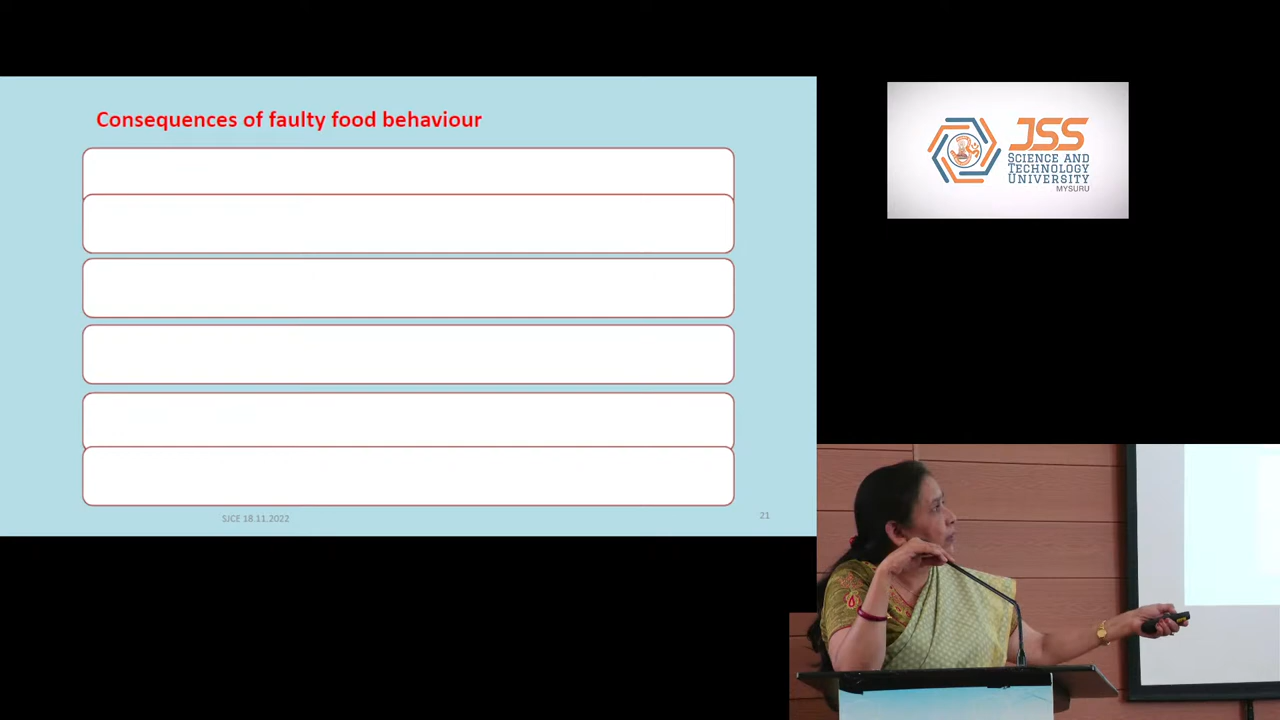 Consequences of faulty food behaviour
JSS
SCIENCE AND
TECHNOLOGY
UNIVERSITY
MYSURU
SJCE 18.11.2022
21